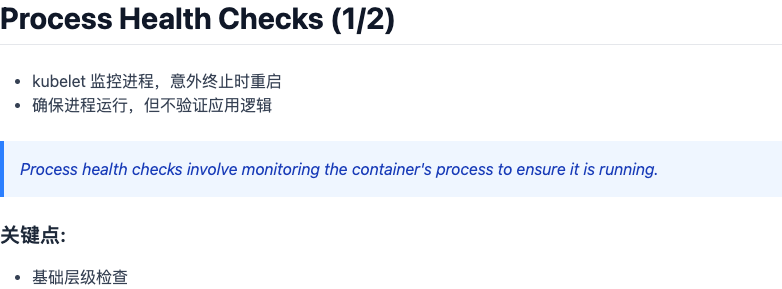 Process Health Checks (1/2)
kubelet 监控进程，意外终止时重启
确保进程运行，但不验证应用逻辑
Process health checks involve monitoring the container's process to ensure it is running.
关键点:
基础层级检查